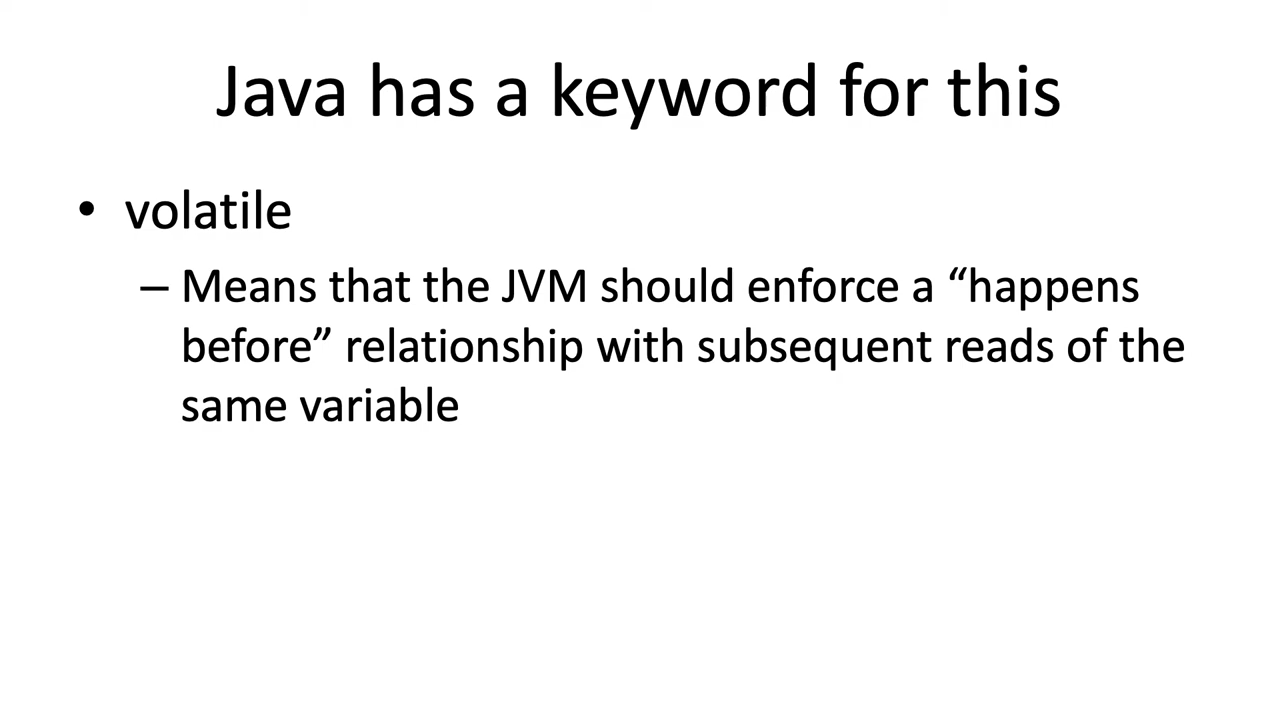 Java has a keyword for this
• volatile
– Means that the JVM should enforce a “happens
before” relationship with subsequent reads of the
same variable